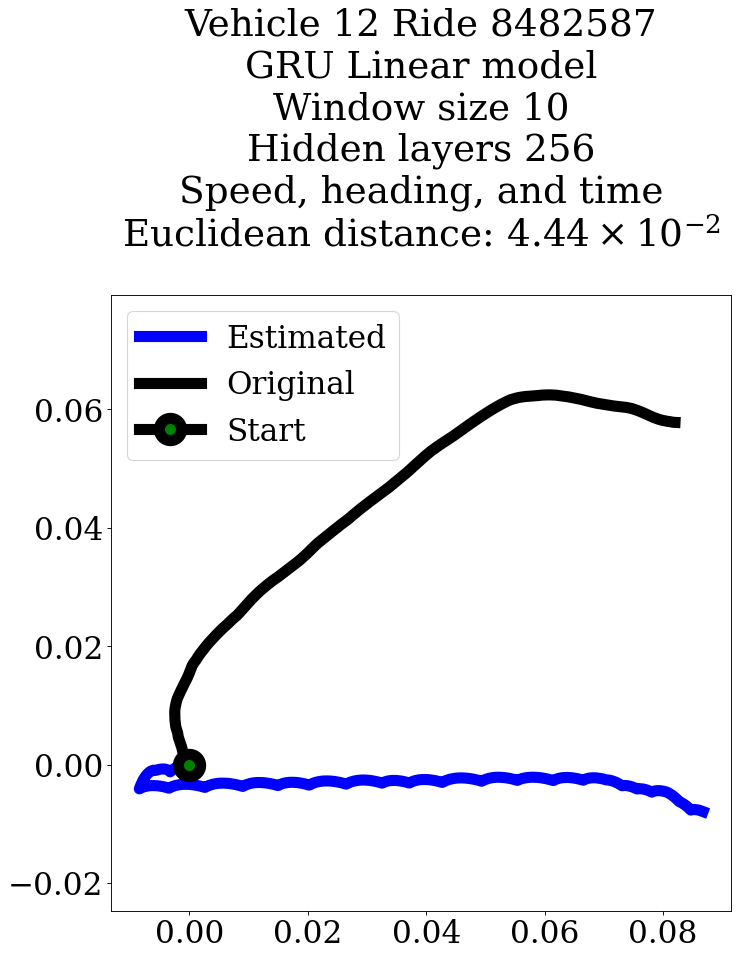 Vehicle 12 Ride 8482587
GRU Linear model
Window size 10
Hidden layers 256
Speed, heading, and time
Euclidean distance: 4.44 × 10⁻²
Estimated
Original
Start
0.06
0.04
0.02
0.00
−0.02
0.00 0.02 0.04 0.06 0.08